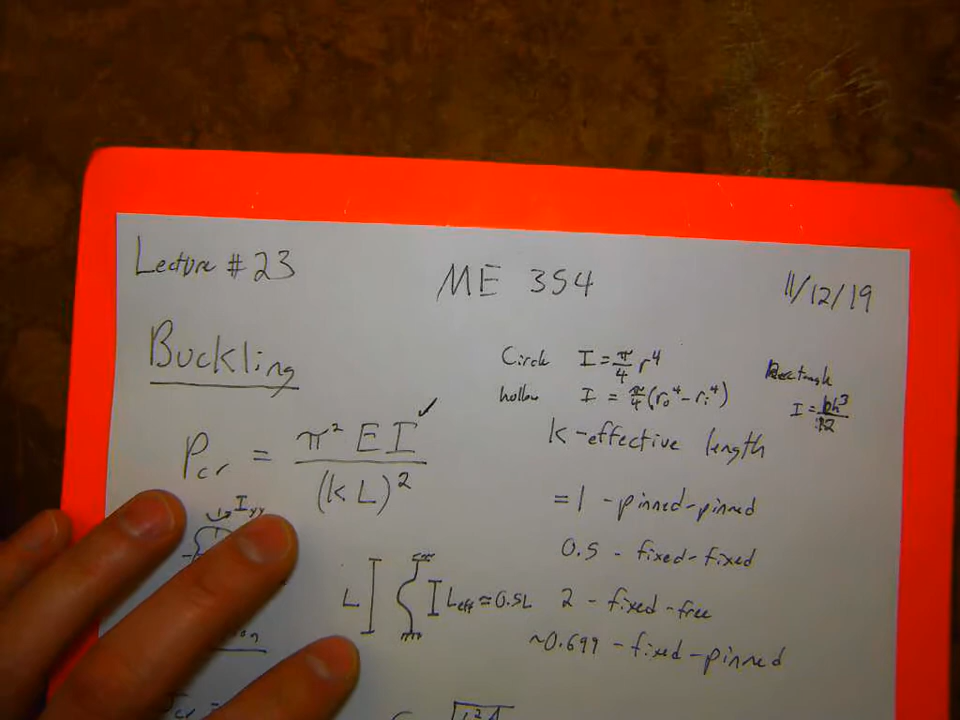 Lecture #23
ME 354
11/12/19
Buckling
Circle I = π/4 r⁴
hollow I = π/4 (r₀⁴ - rᵢ⁴)
Rectangle
I = bh³/12
Pcr = π² E I / (k L)²
k-effective length
= 1 - pinned-pinned
0.5 - fixed-fixed
2 - fixed-free
~0.699 - fixed-pinned
Iyy
L
Leff ≈ 0.5L